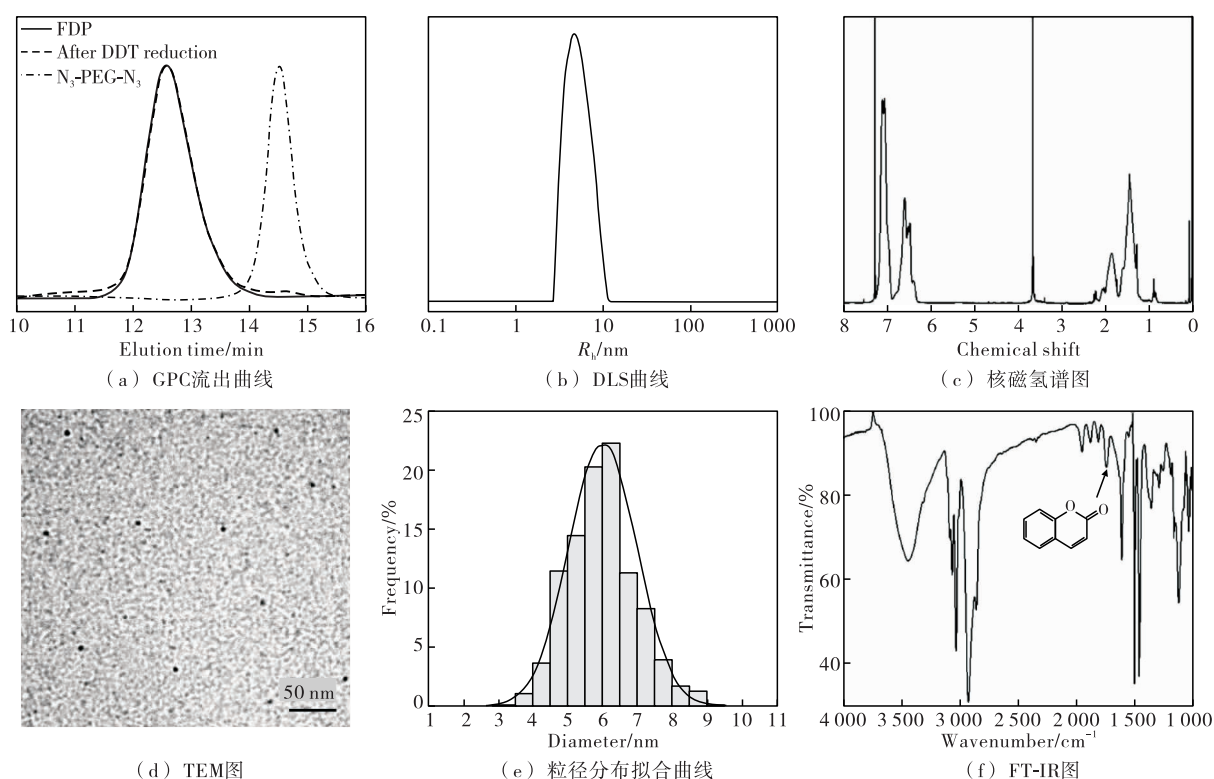 FDP
After DDT reduction
N₃-PEG-N₃
10 11 12 13 14 15 16
Elution time/min
(a) GPC流出曲线
0.1 1 10 100 1 000
Rₕ/nm
(b) DLS曲线
8 7 6 5 4 3 2 1 0
Chemical shift
(c) 核磁氢谱图
50 nm
(d) TEM图
25
20
15
10
5
0
Frequency/%
1 2 3 4 5 6 7 8 9 10 11
Diameter/nm
(e) 粒径分布拟合曲线
100
80
60
40
Transmittance/%
O
O
4 000 3 500 3 000 2 500 2 000 1 500 1 000
Wavenumber/cm⁻¹
(f) FT-IR图